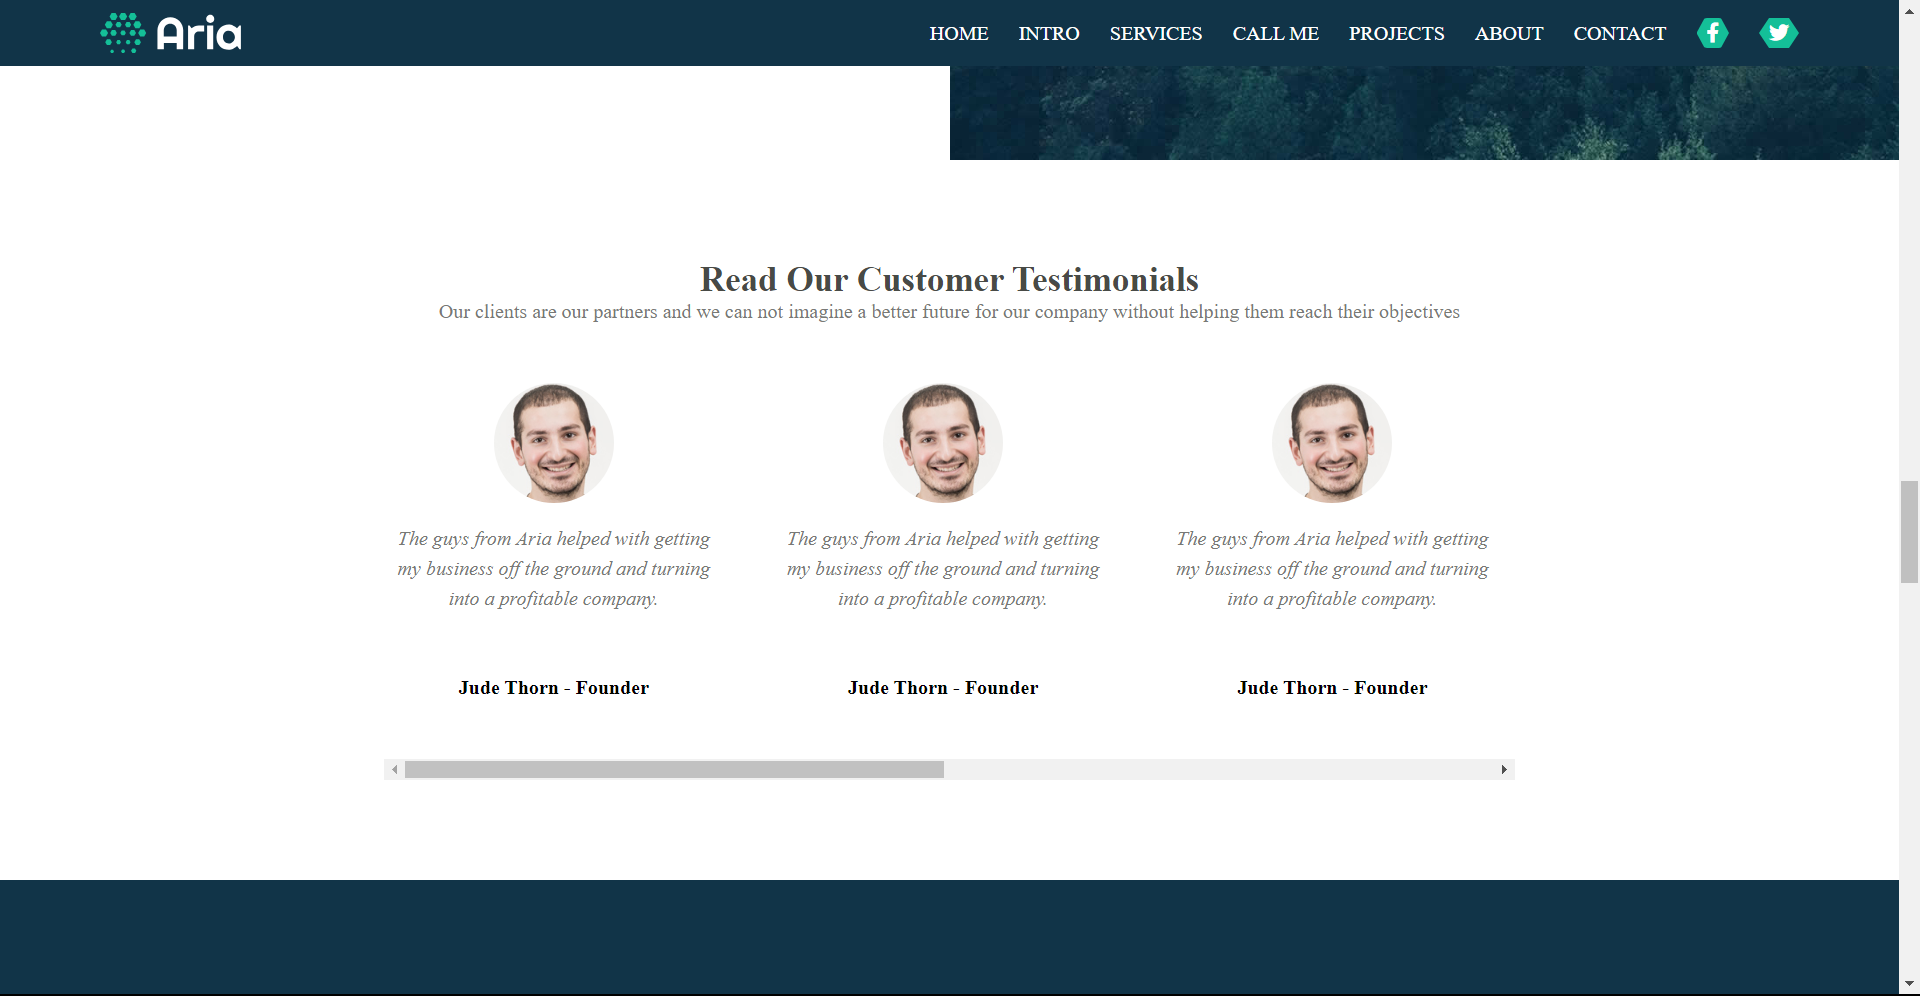 Aria
HOME INTRO SERVICES CALL ME PROJECTS ABOUT CONTACT
Read Our Customer Testimonials
Our clients are our partners and we can not imagine a better future for our company without helping them reach their objectives
The guys from Aria helped with getting
my business off the ground and turning
into a profitable company.
Jude Thorn - Founder
The guys from Aria helped with getting
my business off the ground and turning
into a profitable company.
Jude Thorn - Founder
The guys from Aria helped with getting
my business off the ground and turning
into a profitable company.
Jude Thorn - Founder